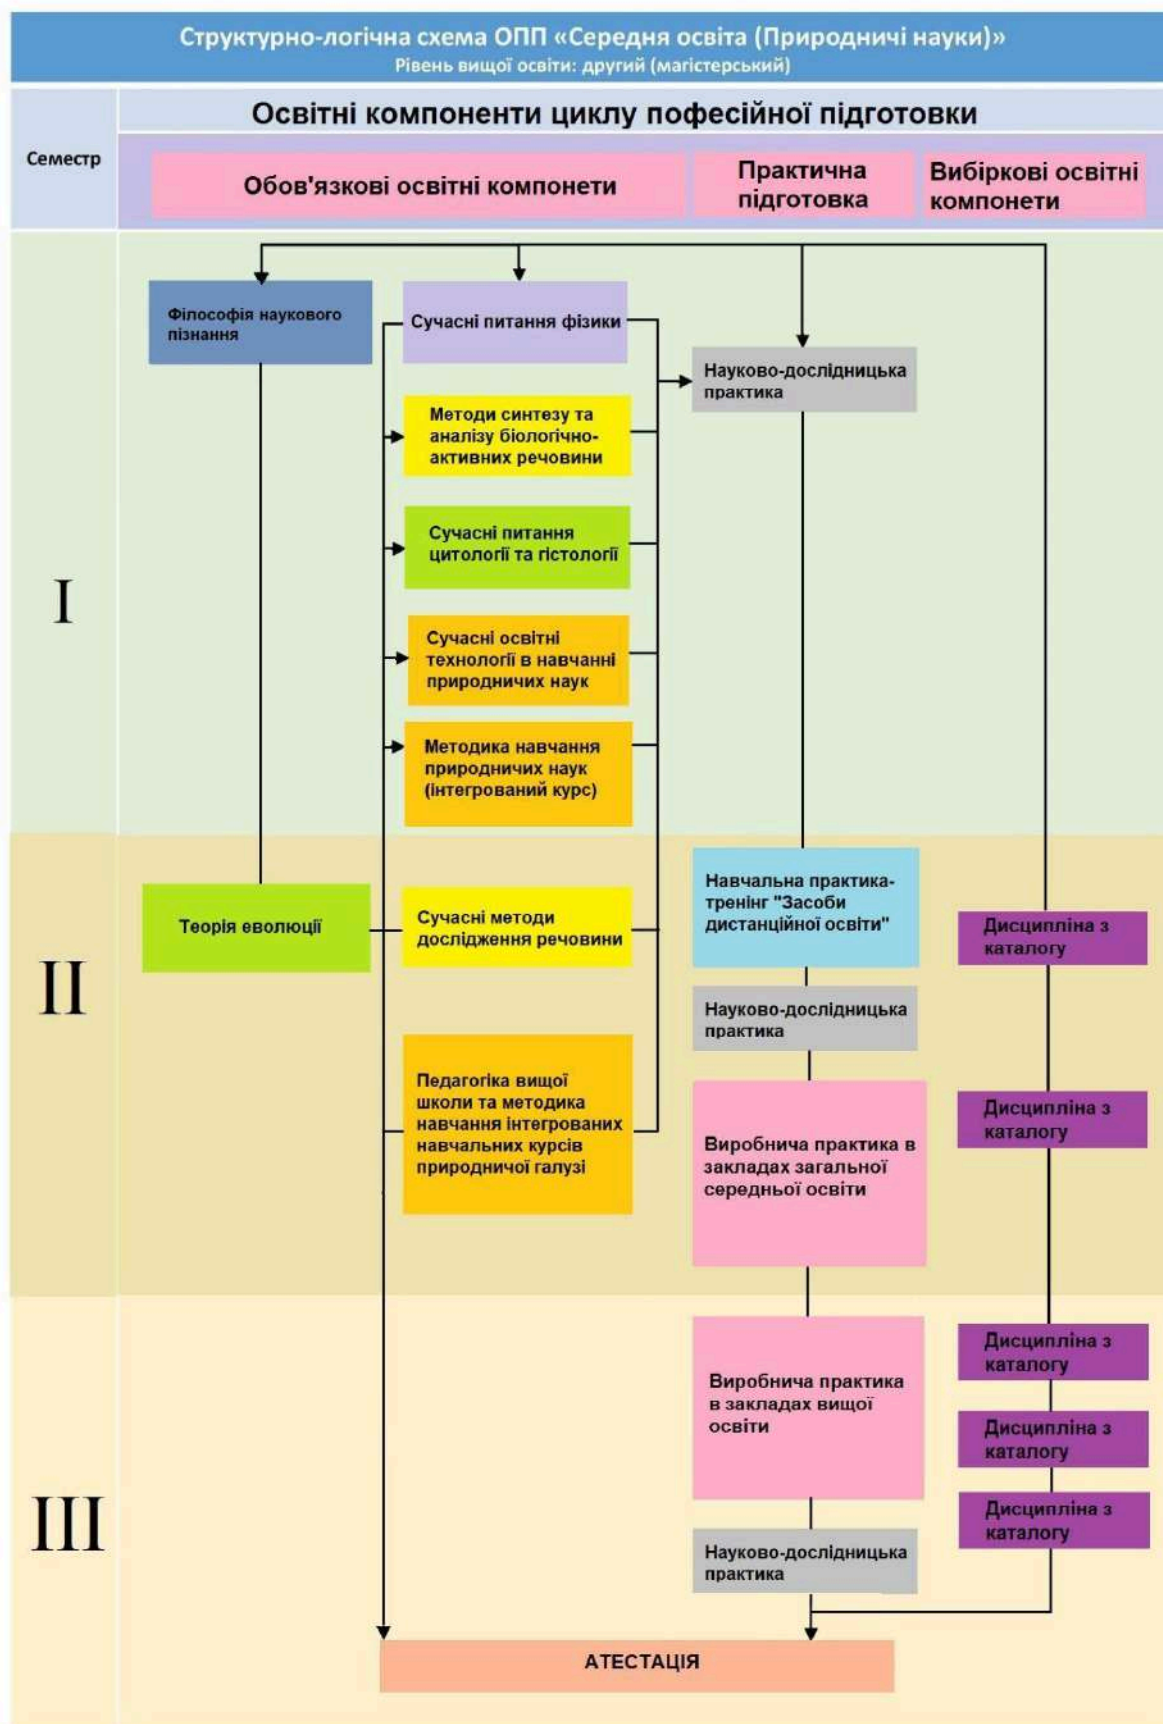 Структурно-логічна схема ОПП «Середня освіта (Природничі науки)»
Рівень вищої освіти: другий (магістерський)
Семестр
Освітні компоненти циклу пофесійної підготовки
Обов'язкові освітні компонети
Практична
підготовка
Вибіркові освітні
компонети
I
Філософія наукового
пізнання
Сучасні питання фізики
Науково-дослідницька
практика
Методи синтезу та
аналізу біологічно-
активних речовини
Сучасні питання
цитології та гістології
Сучасні освітні
технології в навчанні
природничих наук
Методика навчання
природничих наук
(інтегрований курс)
II
Теорія еволюції
Сучасні методи
дослідження речовини
Навчальна практика-
тренінг "Засоби
дистанційної освіти"
Дисципліна з
каталогу
Науково-дослідницька
практика
Педагогіка вищої
школи та методика
навчання інтегрованих
навчальних курсів
природничої галузі
Виробнича практика в
закладах загальної
середньої освіти
Дисципліна з
каталогу
III
Виробнича практика
в закладах вищої
освіти
Дисципліна з
каталогу
Дисципліна з
каталогу
Дисципліна з
каталогу
Науково-дослідницька
практика
АТЕСТАЦІЯ